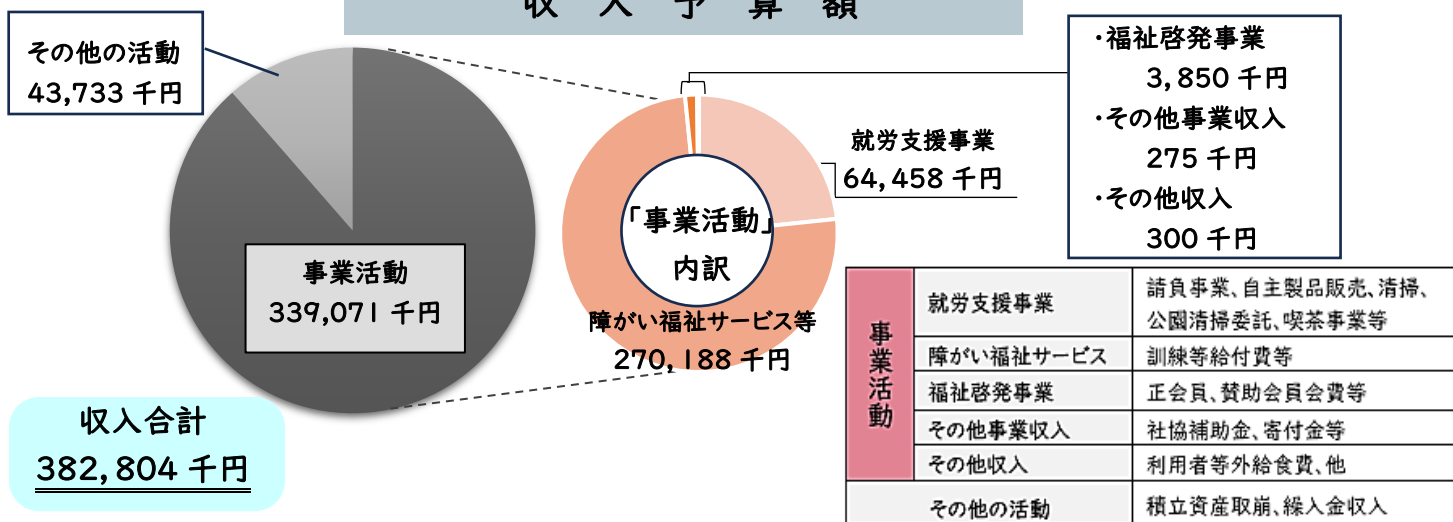 収入予算額
その他の活動
43,733 千円
事業活動
339,071 千円
収入合計
382,804 千円
「事業活動」
内訳
就労支援事業
64,458 千円
障がい福祉サービス等
270,188 千円
・福祉啓発事業
3,850 千円
・その他事業収入
275 千円
・その他収入
300 千円
事業活動
就労支援事業
請負事業、自主製品販売、清掃、
公園清掃委託、喫茶事業等
障がい福祉サービス
訓練等給付費等
福祉啓発事業
正会員、賛助会員会費等
その他事業収入
社協補助金、寄付金等
その他収入
利用者等外給食費、他
その他の活動
積立資産取崩、繰入金収入